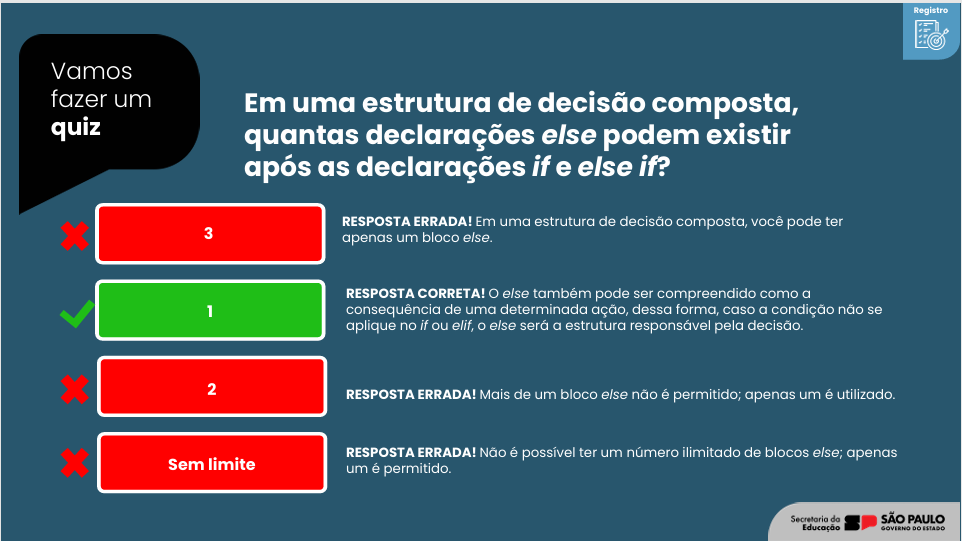 Registro
Vamos
fazer um
quiz
Em uma estrutura de decisão composta,
quantas declarações else podem existir
após as declarações if e else if?
3
RESPOSTA ERRADA! Em uma estrutura de decisão composta, você pode ter
apenas um bloco else.
1
RESPOSTA CORRETA! O else também pode ser compreendido como a
consequência de uma determinada ação, dessa forma, caso a condição não se
aplique no if ou elif, o else será a estrutura responsável pela decisão.
2
RESPOSTA ERRADA! Mais de um bloco else não é permitido; apenas um é utilizado.
Sem limite
RESPOSTA ERRADA! Não é possível ter um número ilimitado de blocos else; apenas
um é permitido.
Secretaria da
Educação
SP
SÃO PAULO
GOVERNO DO ESTADO